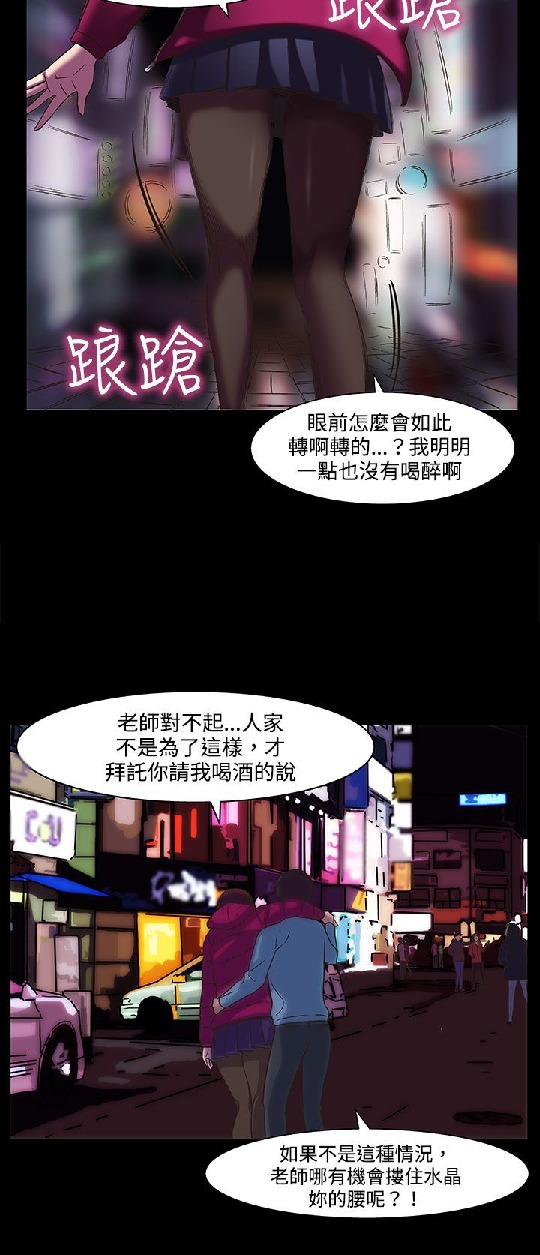 踉蹌
踉蹌
眼前怎麼會如此
轉啊轉的...？我明明
一點也沒有喝醉啊
老師對不起...人家
不是為了這樣，才
拜託你請我喝酒的說
CU
如果不是這種情況，
老師哪有機會摟住水晶
妳的腰呢？！